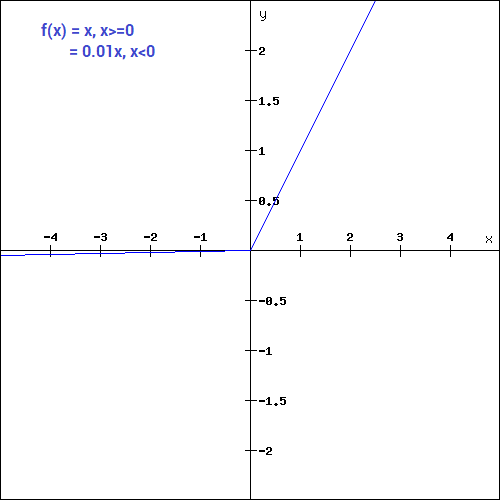 f(x) = x, x>=0
= 0.01x, x<0
y
2
1.5
1
0.5
-4 -3 -2 -1 1 2 3 4 x
-0.5
-1
-1.5
-2